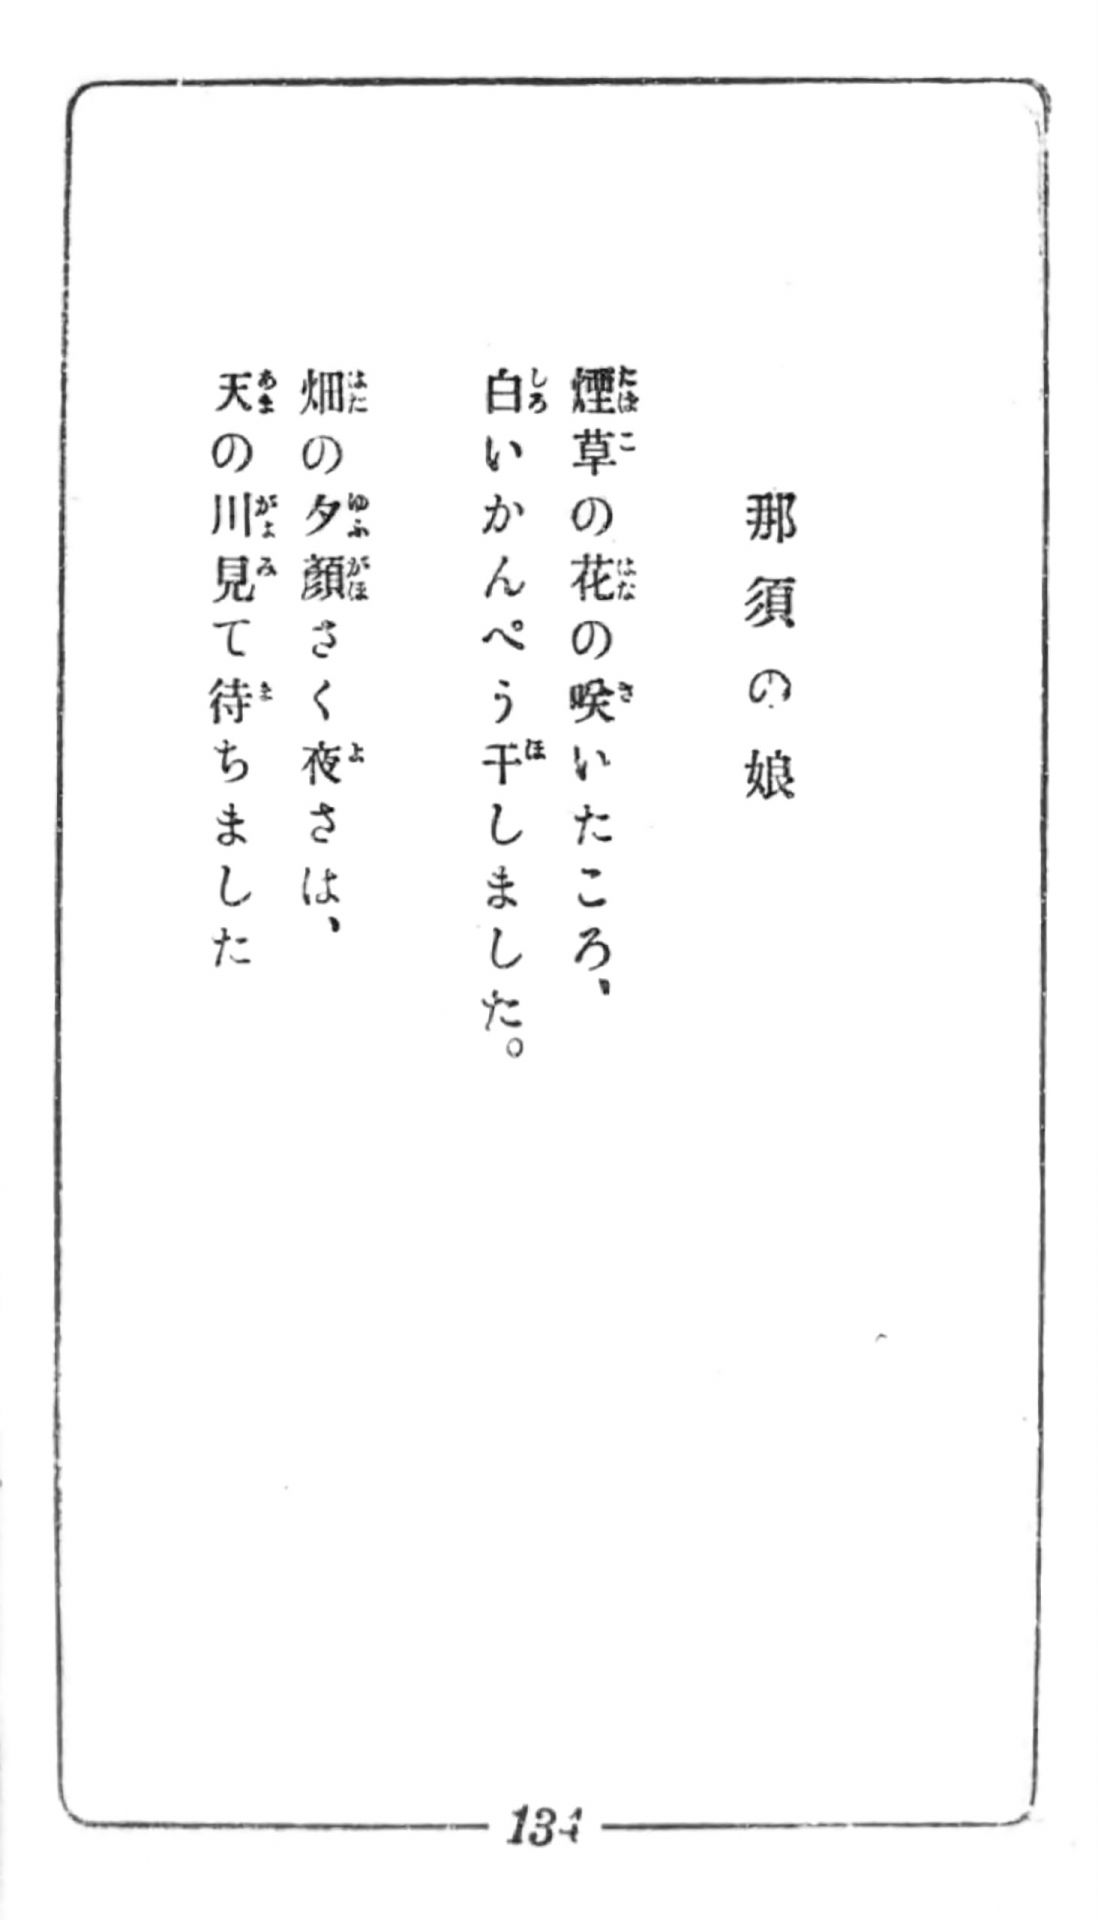 那須の娘
煙草の花の咲いたころ、
白いかんぺう干しました。
畑の夕顔さく夜さは、
天の川見て待ちました
134